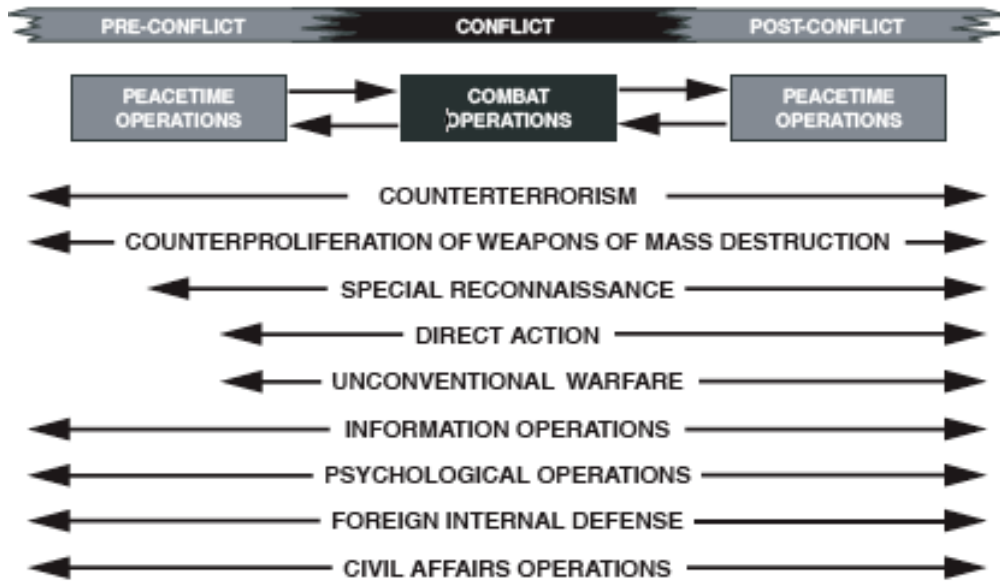 PRE-CONFLICT CONFLICT POST-CONFLICT
PEACETIME OPERATIONS
COMBAT OPERATIONS
PEACETIME OPERATIONS
COUNTERTERRORISM
COUNTERPROLIFERATION OF WEAPONS OF MASS DESTRUCTION
SPECIAL RECONNAISSANCE
DIRECT ACTION
UNCONVENTIONAL WARFARE
INFORMATION OPERATIONS
PSYCHOLOGICAL OPERATIONS
FOREIGN INTERNAL DEFENSE
CIVIL AFFAIRS OPERATIONS